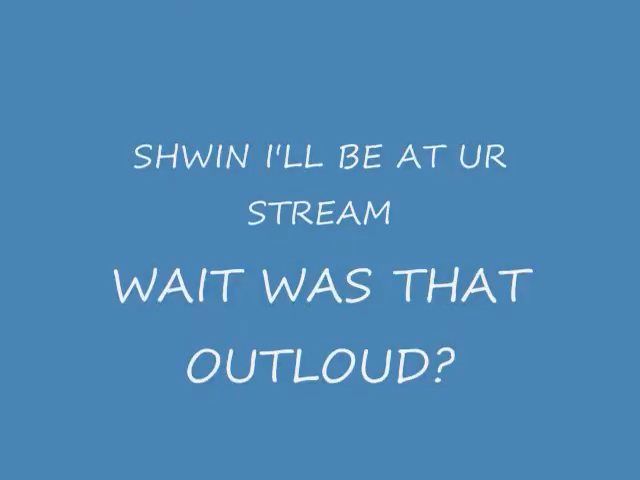 SHWIN I'LL BE AT UR
STREAM
WAIT WAS THAT
OUTLOUD?